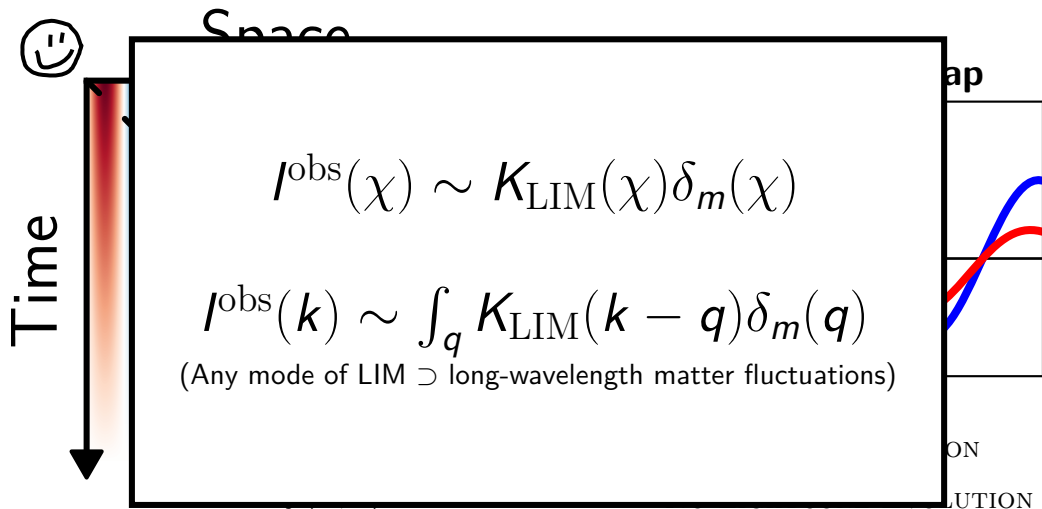 Space
ap
Time
I^obs(χ) ∼ K_LIM(χ)δ_m(χ)
I^obs(k) ∼ ∫_q K_LIM(k − q)δ_m(q)
(Any mode of LIM ⊃ long-wavelength matter fluctuations)
ON
LUTION